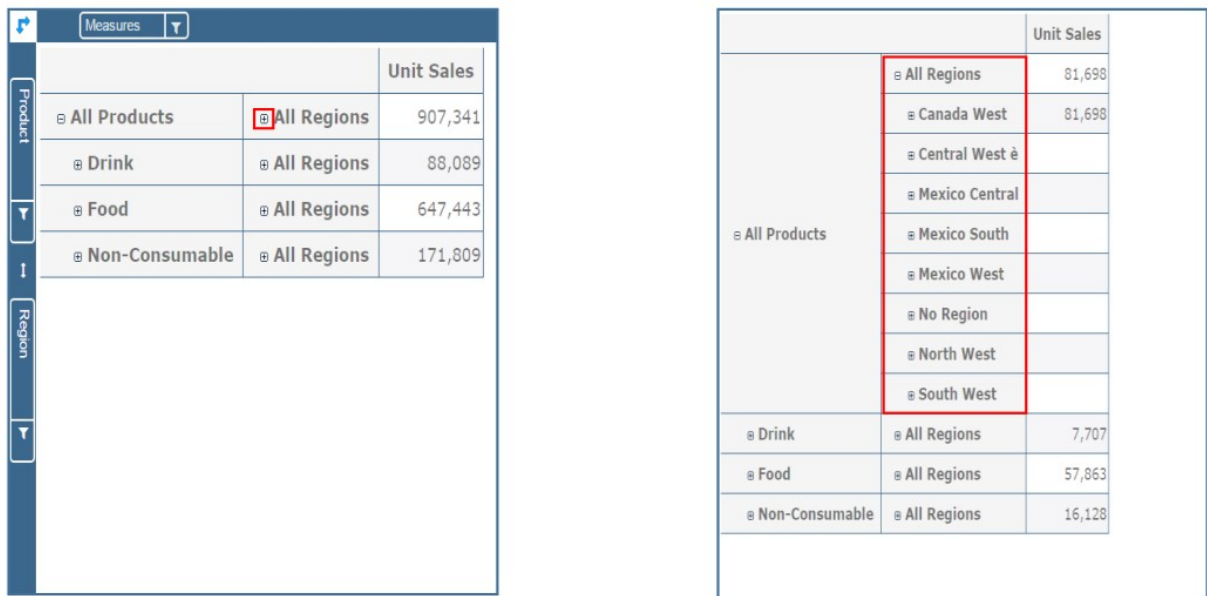 Measures
Product
Region
Unit Sales
All Products All Regions 907,341
Drink All Regions 88,089
Food All Regions 647,443
Non-Consumable All Regions 171,809
Unit Sales
All Regions 81,698
Canada West 81,698
Central West è
Mexico Central
All Products Mexico South
Mexico West
No Region
North West
South West
Drink All Regions 7,707
Food All Regions 57,863
Non-Consumable All Regions 16,128